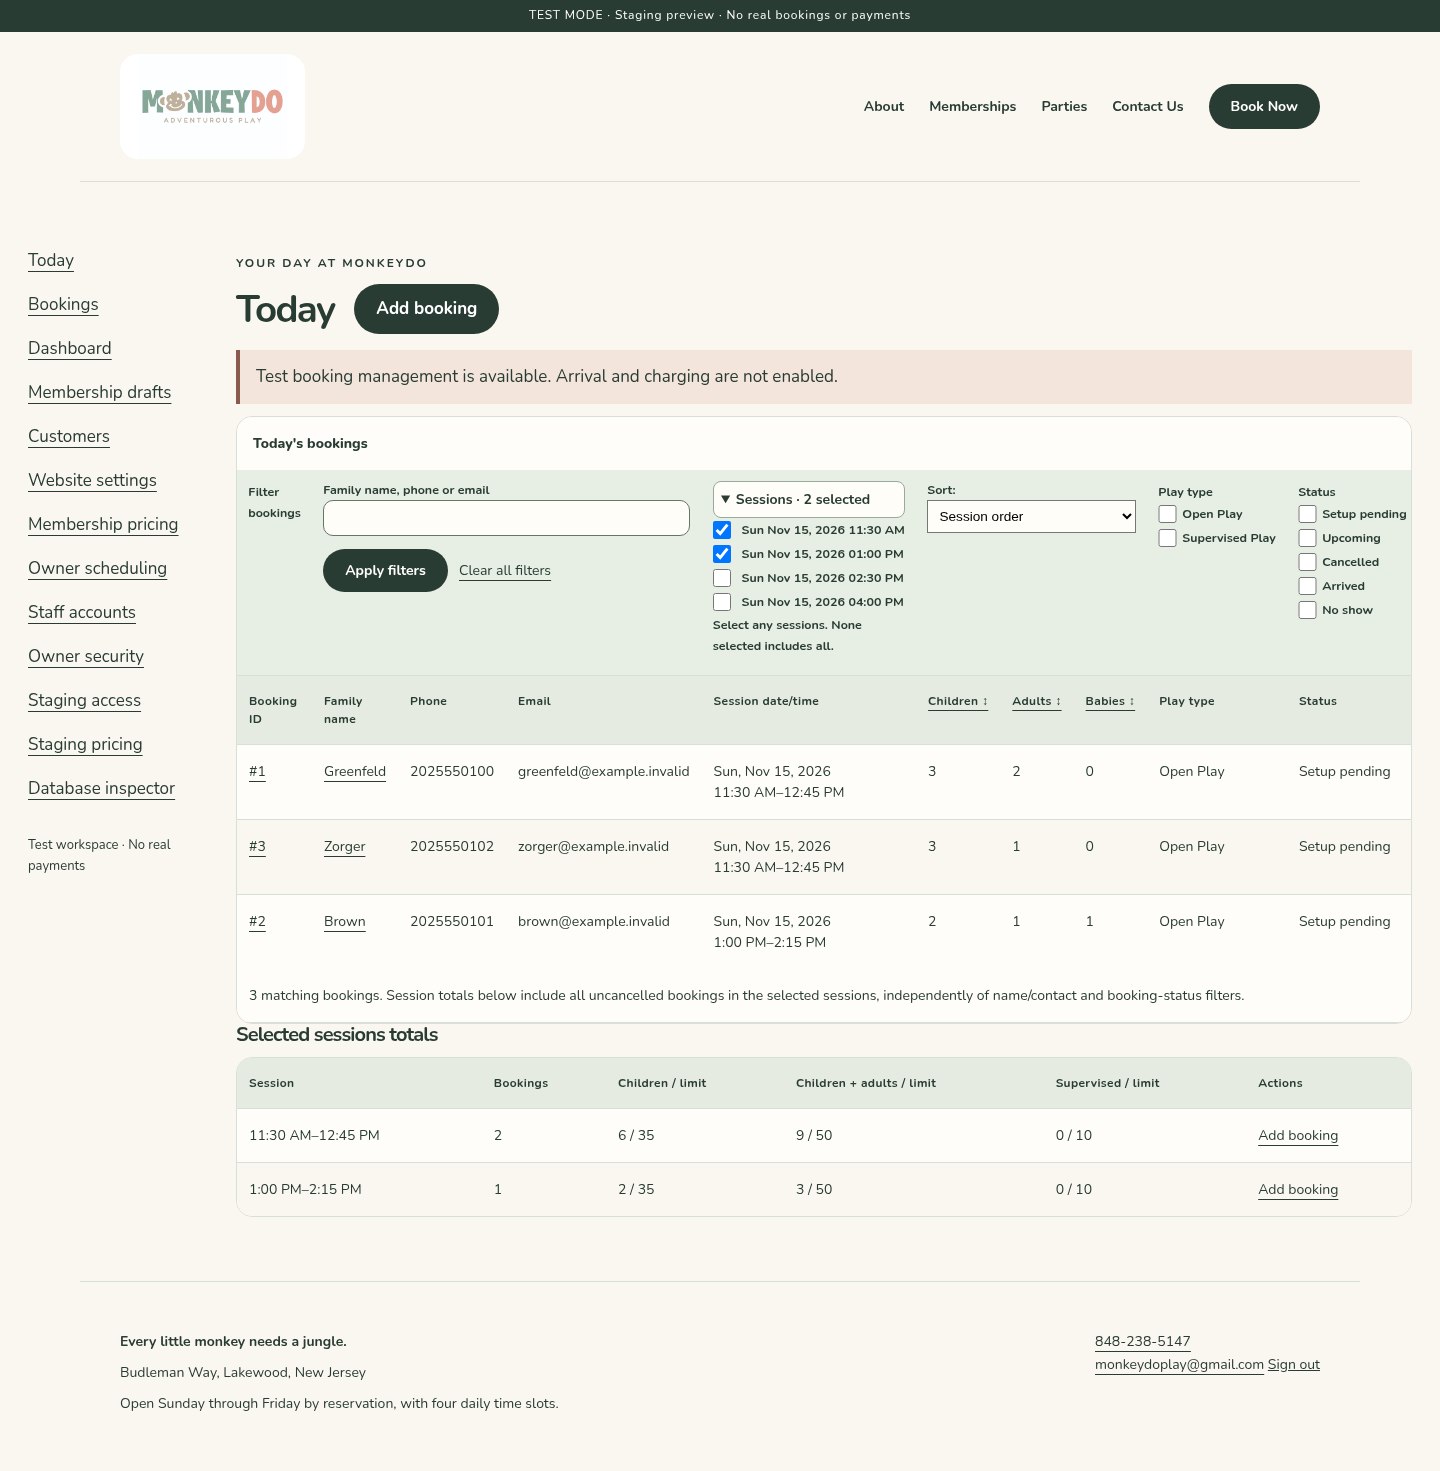 TEST MODE · Staging preview · No real bookings or payments
MONKEYDO
ADVENTUROUS PLAY
About Memberships Parties Contact Us Book Now
Today
Bookings
Dashboard
Membership drafts
Customers
Website settings
Membership pricing
Owner scheduling
Staff accounts
Owner security
Staging access
Staging pricing
Database inspector
Test workspace · No real
payments
YOUR DAY AT MONKEYDO
Today Add booking
Test booking management is available. Arrival and charging are not enabled.
Today's bookings
Filter
bookings
Family name, phone or email
Apply filters Clear all filters
▼ Sessions · 2 selected
Sun Nov 15, 2026 11:30 AM
Sun Nov 15, 2026 01:00 PM
Sun Nov 15, 2026 02:30 PM
Sun Nov 15, 2026 04:00 PM
Select any sessions. None
selected includes all.
Sort:
Session order
Play type
Open Play
Supervised Play
Status
Setup pending
Upcoming
Cancelled
Arrived
No show
Booking ID Family name Phone Email Session date/time Children ↕ Adults ↕ Babies ↕ Play type Status
#1 Greenfeld 2025550100 greenfeld@example.invalid Sun, Nov 15, 2026 3 2 0 Open Play Setup pending
11:30 AM–12:45 PM
#3 Zorger 2025550102 zorger@example.invalid Sun, Nov 15, 2026 3 1 0 Open Play Setup pending
11:30 AM–12:45 PM
#2 Brown 2025550101 brown@example.invalid Sun, Nov 15, 2026 2 1 1 Open Play Setup pending
1:00 PM–2:15 PM
3 matching bookings. Session totals below include all uncancelled bookings in the selected sessions, independently of name/contact and booking-status filters.
Selected sessions totals
Session Bookings Children / limit Children + adults / limit Supervised / limit Actions
11:30 AM–12:45 PM 2 6 / 35 9 / 50 0 / 10 Add booking
1:00 PM–2:15 PM 1 2 / 35 3 / 50 0 / 10 Add booking
Every little monkey needs a jungle.
Budleman Way, Lakewood, New Jersey
Open Sunday through Friday by reservation, with four daily time slots.
848-238-5147
monkeydoplay@gmail.com Sign out